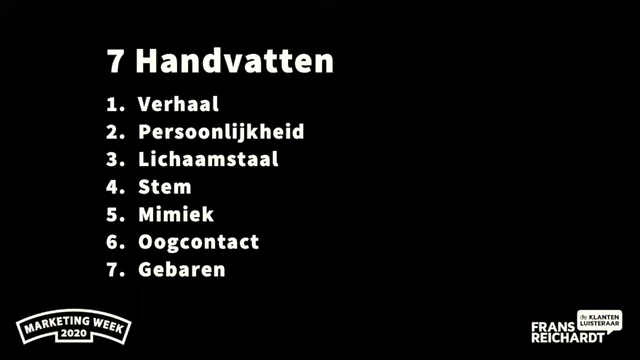 7 Handvatten
1. Verhaal
2. Persoonlijkheid
3. Lichaamstaal
4. Stem
5. Mimiek
6. Oogcontact
7. Gebaren
MARKETING WEEK
2020
de KLANTEN
LUISTERAAR
FRANS
REICHARDT